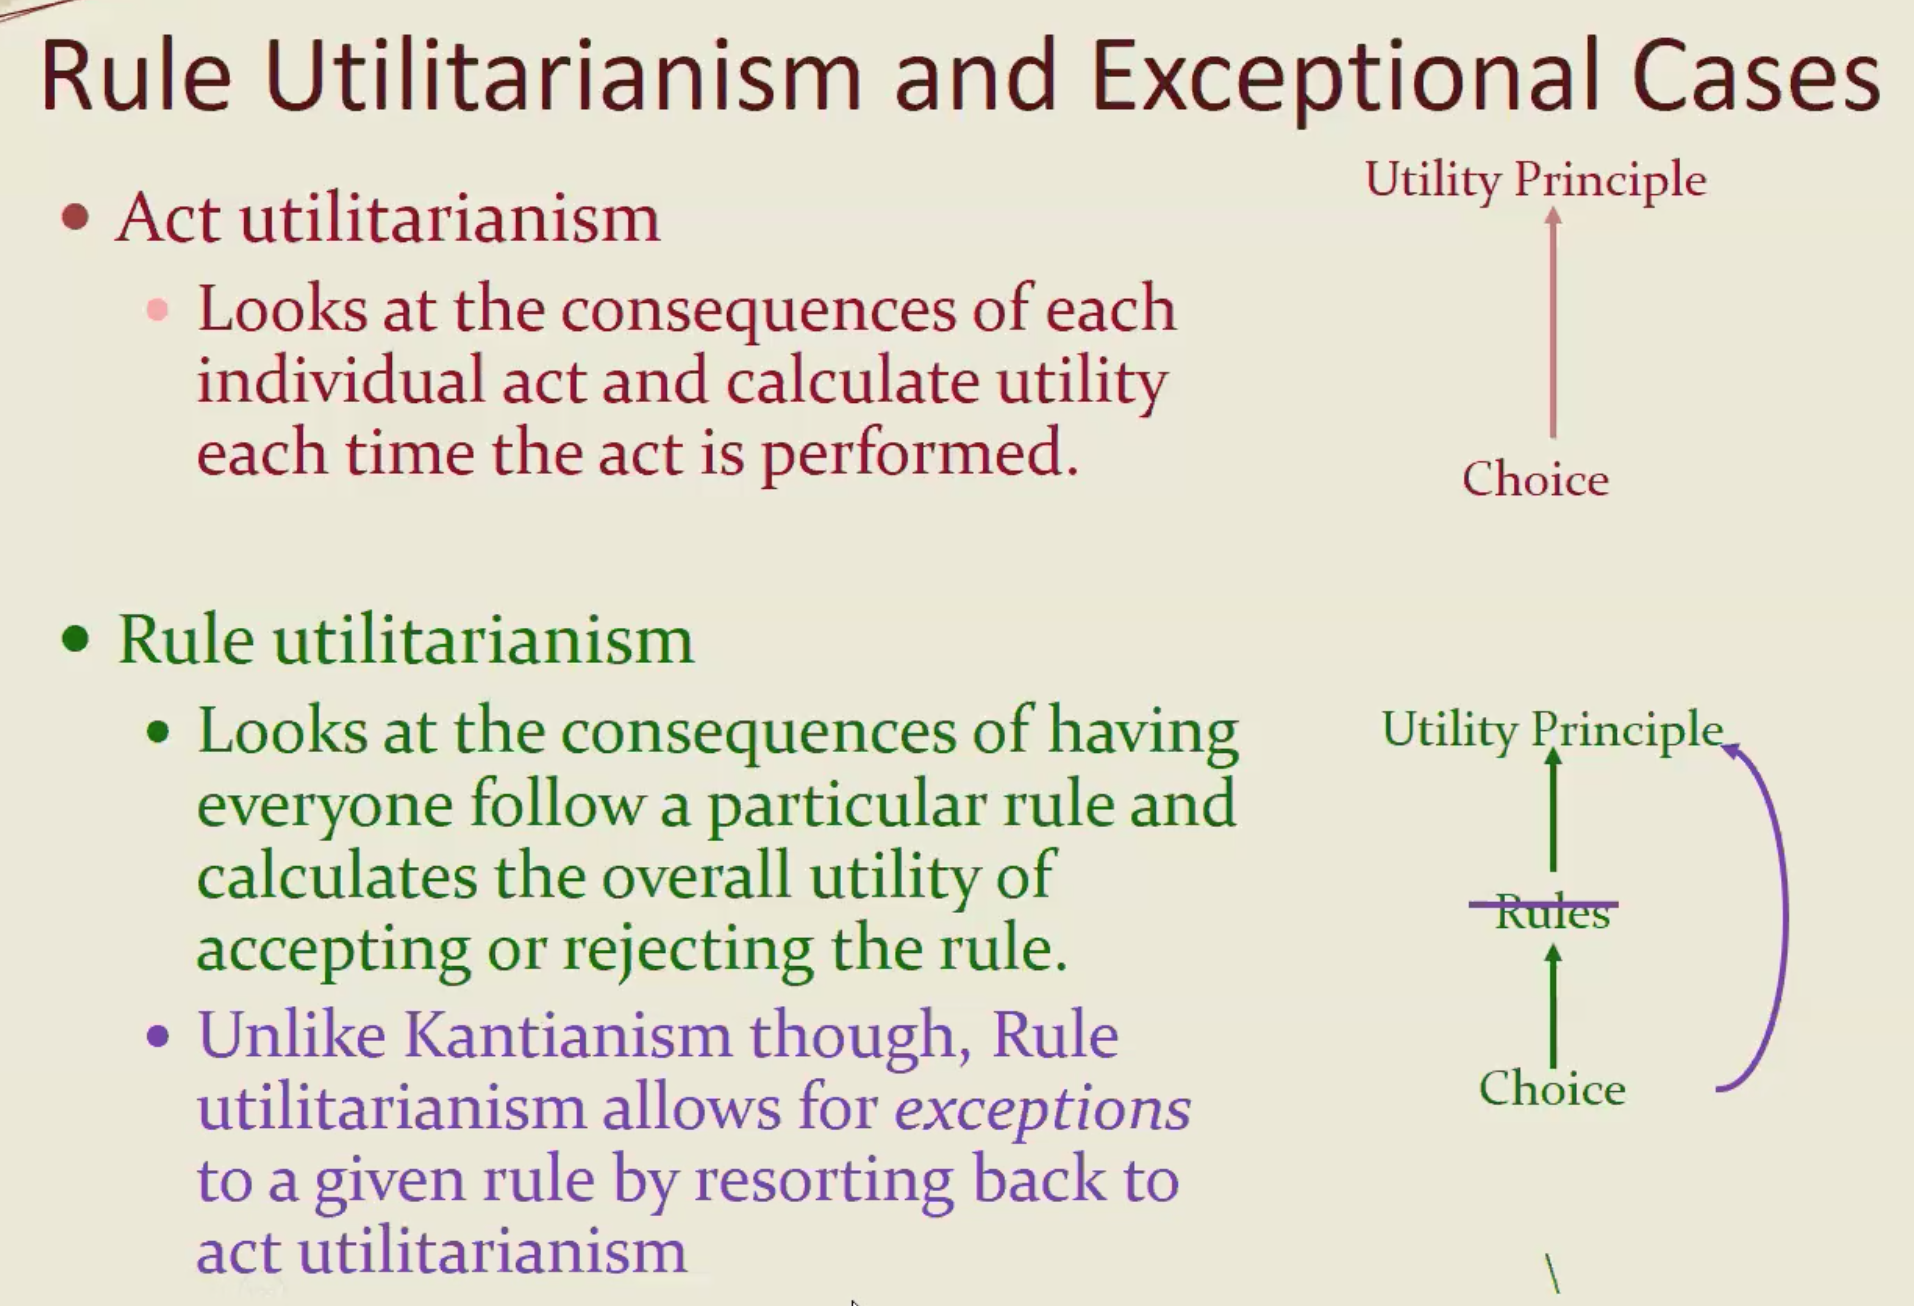 Rule Utilitarianism and Exceptional Cases
• Act utilitarianism
• Looks at the consequences of each
individual act and calculate utility
each time the act is performed.
Utility Principle
Choice
• Rule utilitarianism
• Looks at the consequences of having
everyone follow a particular rule and
calculates the overall utility of
accepting or rejecting the rule.
• Unlike Kantianism though, Rule
utilitarianism allows for exceptions
to a given rule by resorting back to
act utilitarianism
Utility Principle
Rules
Choice
\